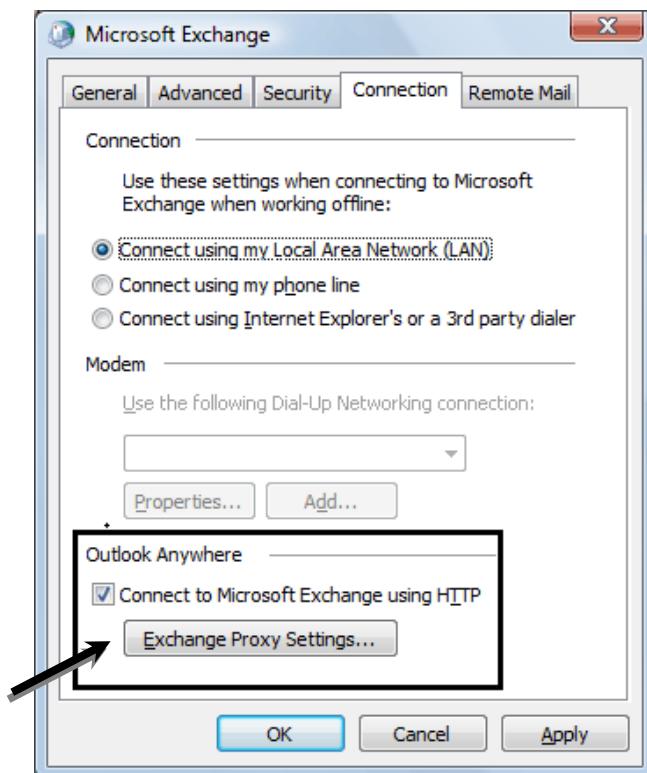 Microsoft Exchange
General Advanced Security Connection Remote Mail
Connection
Use these settings when connecting to Microsoft
Exchange when working offline:
Connect using my Local Area Network (LAN)
Connect using my phone line
Connect using Internet Explorer's or a 3rd party dialer
Modem
Use the following Dial-Up Networking connection:
Properties... Add...
Outlook Anywhere
Connect to Microsoft Exchange using HTTP
Exchange Proxy Settings...
OK Cancel Apply